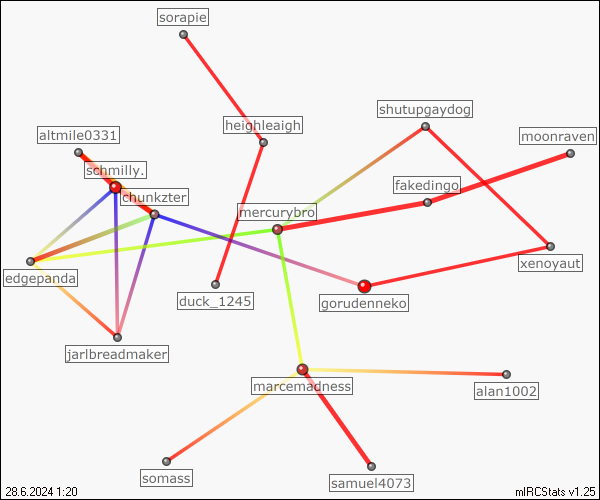 sorapie
shutupgaydog
heighleaigh
altmile0331
moonraven
schmilly.
fakedingo
chunkzter
mercurybro
xenoyaut
edgepanda
duck_1245
gorudenneko
jarlbreadmaker
marcemadness
alan1002
somass
samuel4073
28.6.2024 1:20
mIRCStats v1.25